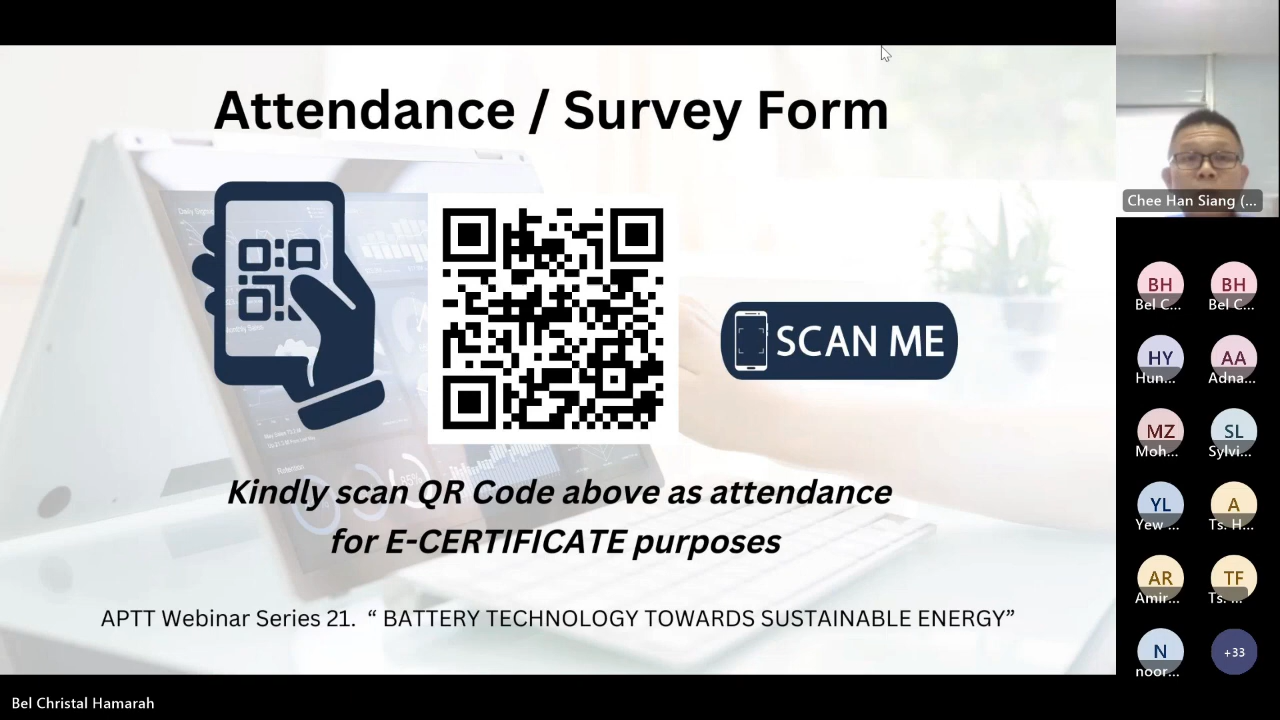 Attendance / Survey Form
SCAN ME
Kindly scan QR Code above as attendance
for E-CERTIFICATE purposes
APTT Webinar Series 21. “ BATTERY TECHNOLOGY TOWARDS SUSTAINABLE ENERGY”
Bel Christal Hamarah
Chee Han Siang (...
BH
Bel C...
BH
Bel C...
HY
Hun...
AA
Adna...
MZ
Moh...
SL
Sylvi...
YL
Yew ...
A
Ts. H...
AR
Amir...
TF
Ts. ...
N
noor...
+33